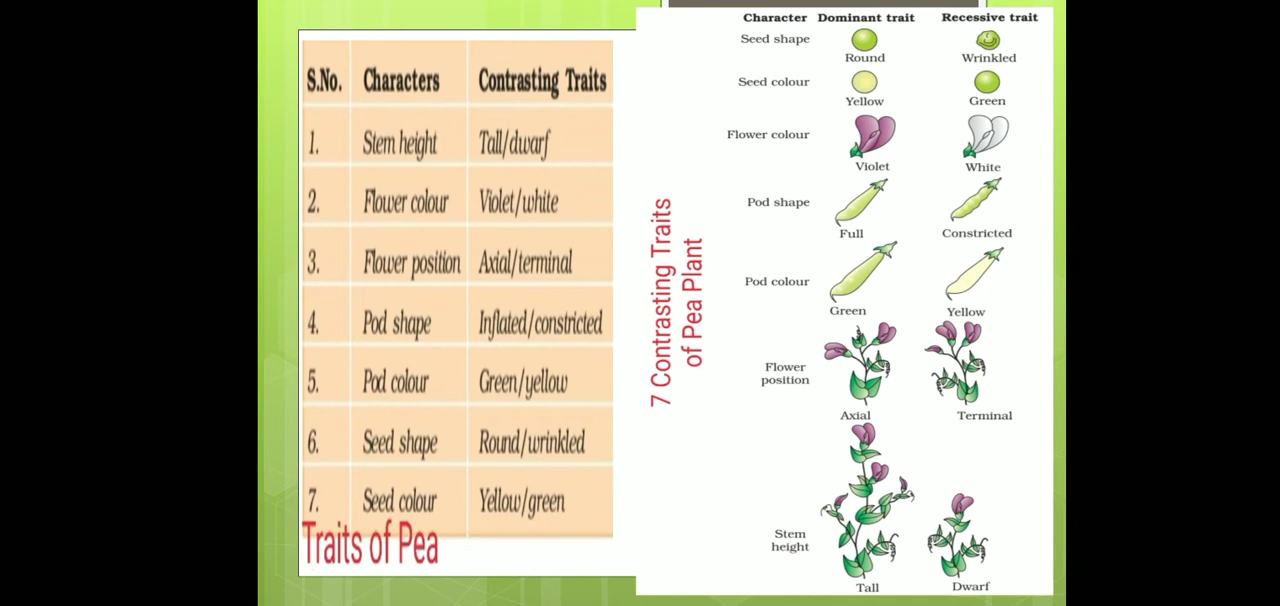 S.No. Characters Contrasting Traits
1. Stem height Tall/dwarf
2. Flower colour Violet/white
3. Flower position Axial/terminal
4. Pod shape Inflated/constricted
5. Pod colour Green/yellow
6. Seed shape Round/wrinkled
7. Seed colour Yellow/green
Traits of Pea
7 Contrasting Traits
of Pea Plant
Character Dominant trait Recessive trait
Seed shape
Round Wrinkled
Seed colour
Yellow Green
Flower colour
Violet White
Pod shape
Full Constricted
Pod colour
Green Yellow
Flower
position
Axial Terminal
Stem
height
Tall Dwarf